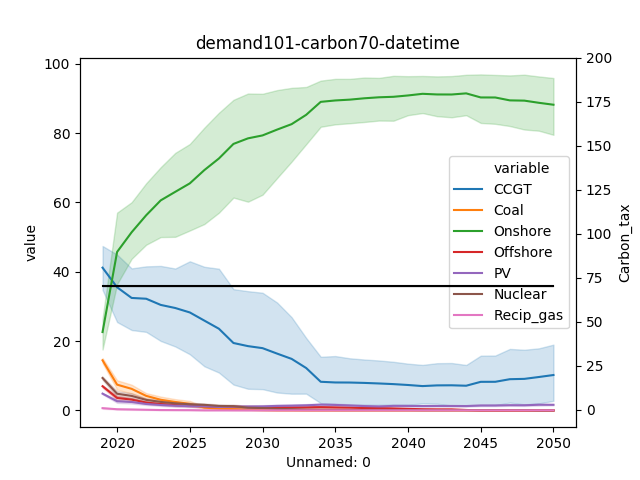 demand101-carbon70-datetime
100
80
60
40
20
0
value
200
175
150
125
100
75
50
25
0
Carbon_tax
variable
CCGT
Coal
Onshore
Offshore
PV
Nuclear
Recip_gas
2020
2025
2030
2035
2040
2045
2050
Unnamed: 0